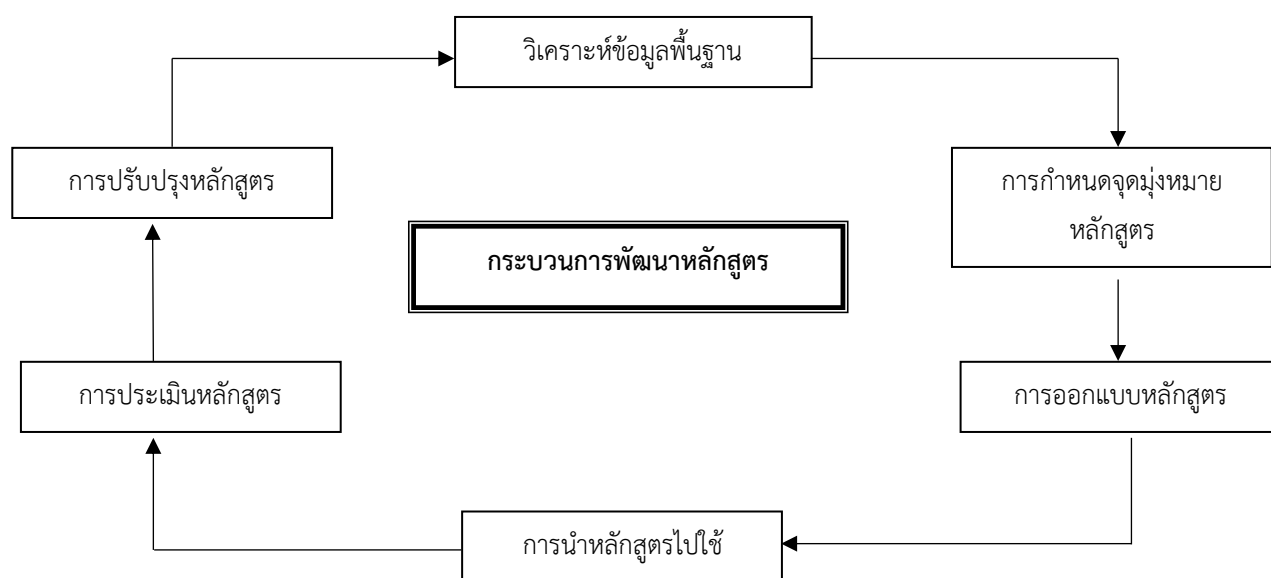 วิเคราะห์ข้อมูลพื้นฐาน
การปรับปรุงหลักสูตร
การกำหนดจุดมุ่งหมาย
หลักสูตร
กระบวนการพัฒนาหลักสูตร
การประเมินหลักสูตร
การออกแบบหลักสูตร
การนำหลักสูตรไปใช้